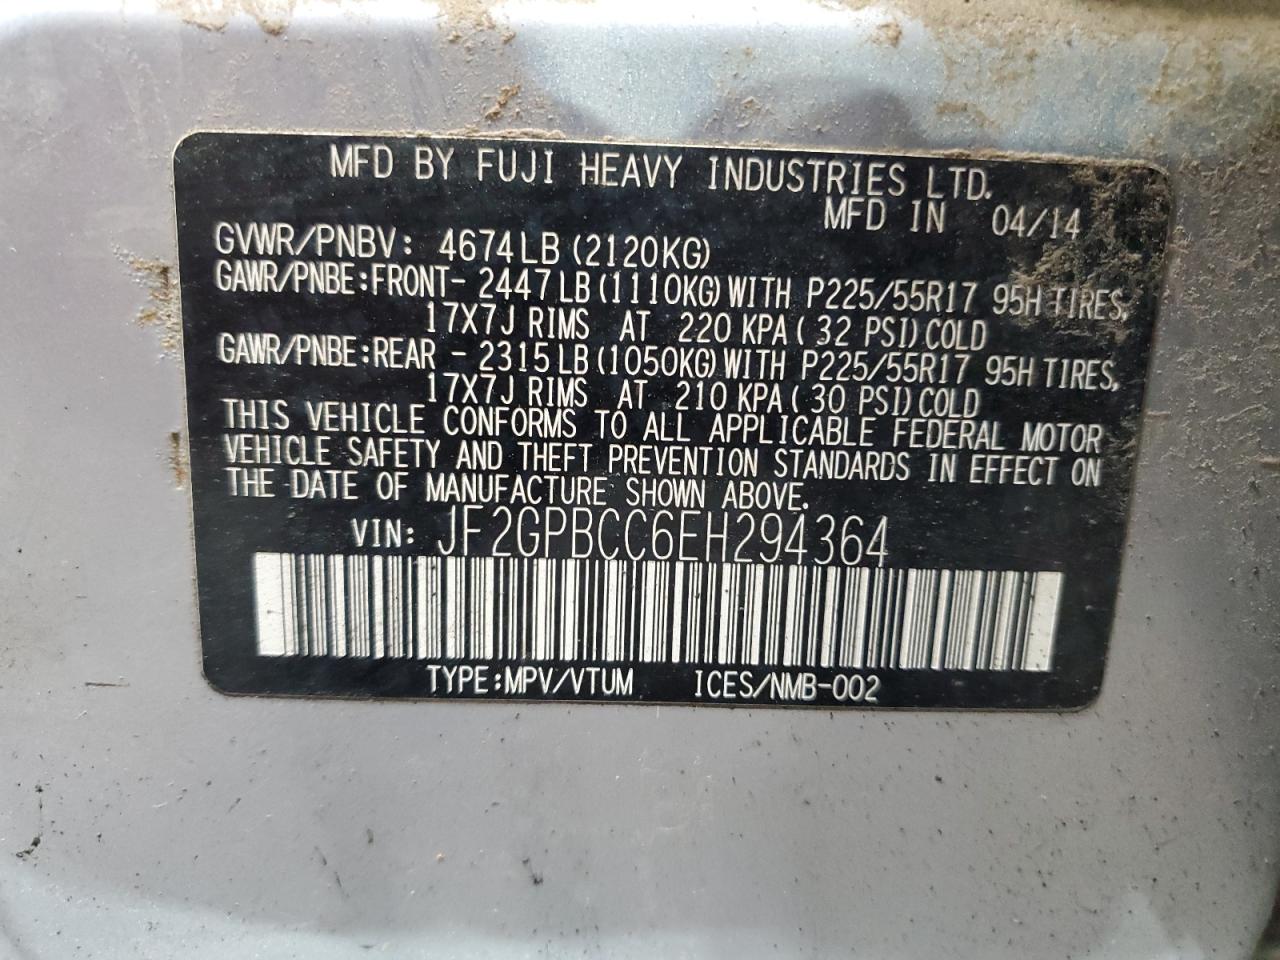 MFD BY FUJI HEAVY INDUSTRIES LTD.
MFD IN 04/14
GVWR/PNBV: 4674LB (2120KG)
GAWR/PNBE:FRONT- 2447LB(1110KG)WITH P225/55R17 95H TIRES,
17X7J RIMS AT 220 KPA( 32 PSI)COLD
GAWR/PNBE:REAR - 2315LB(1050KG)WITH P225/55R17 95H TIRES,
17X7J RIMS AT 210 KPA( 30 PSI)COLD
THIS VEHICLE CONFORMS TO ALL APPLICABLE FEDERAL MOTOR
VEHICLE SAFETY AND THEFT PREVENTION STANDARDS IN EFFECT ON
THE DATE OF MANUFACTURE SHOWN ABOVE.
VIN: JF2GPBCC6EH294364
TYPE:MPV/VTUM ICES/NMB-002